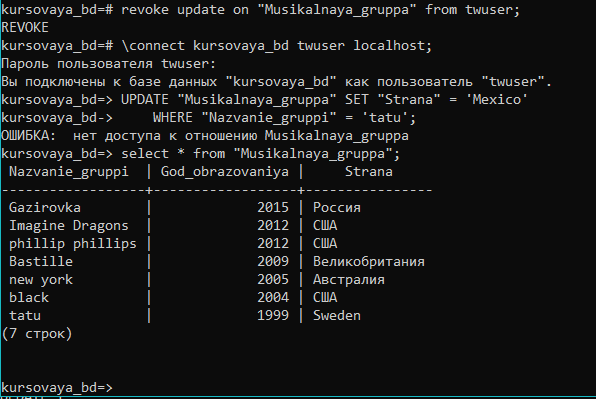 kursovaya_bd=# revoke update on "Musikalnaya_gruppa" from twuser;
REVOKE
kursovaya_bd=# \connect kursovaya_bd twuser localhost;
Пароль пользователя twuser:
Вы подключены к базе данных "kursovaya_bd" как пользователь "twuser".
kursovaya_bd=> UPDATE "Musikalnaya_gruppa" SET "Strana" = 'Mexico'
kursovaya_bd-> WHERE "Nazvanie_gruppi" = 'tatu';
ОШИБКА: нет доступа к отношению Musikalnaya_gruppa
kursovaya_bd=> select * from "Musikalnaya_gruppa";
Nazvanie_gruppi | God_obrazovaniya | Strana
-----------------+------------------+----------------
Gazirovka | 2015 | Россия
Imagine Dragons | 2012 | США
phillip phillips | 2012 | США
Bastille | 2009 | Великобритания
new york | 2005 | Австралия
black | 2004 | США
tatu | 1999 | Sweden
(7 строк)
kursovaya_bd=>